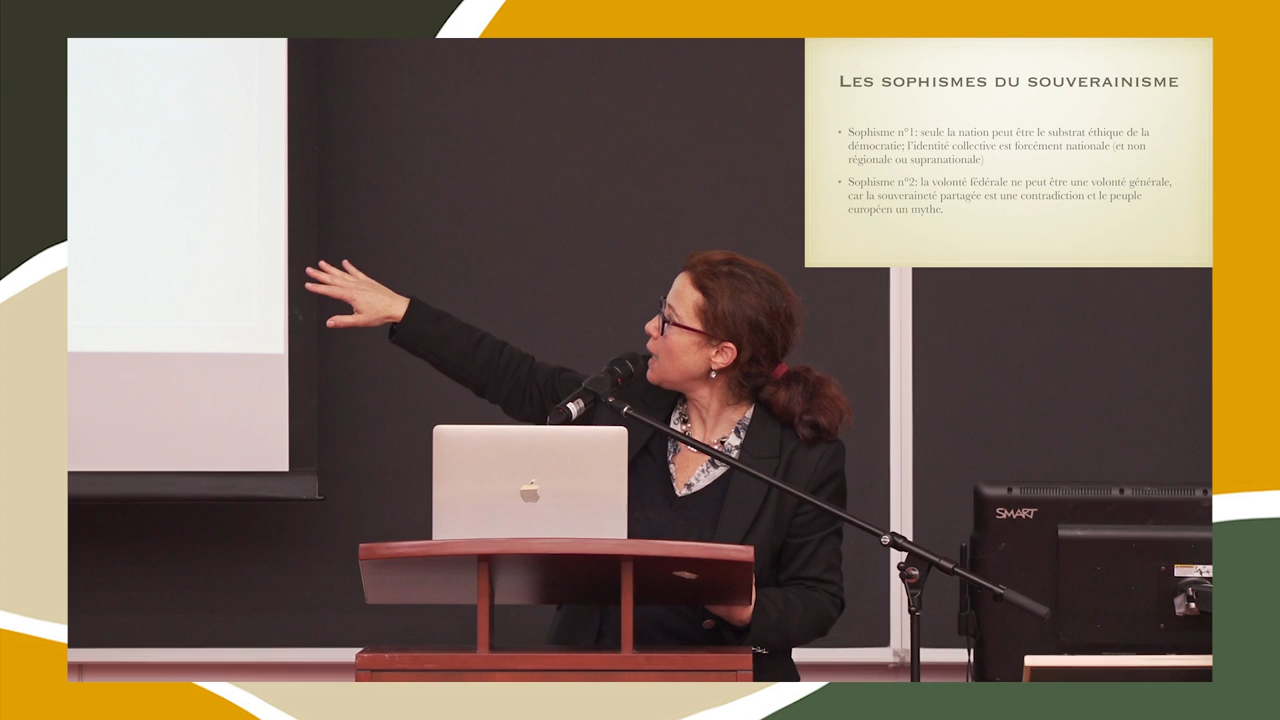 LES SOPHISMES DU SOUVERAINISME
• Sophisme n°1: seule la nation peut être le substrat éthique de la
démocratie; l'identité collective est forcément nationale (et non
régionale ou supranationale)
• Sophisme n°2: la volonté fédérale ne peut être une volonté générale,
car la souveraineté partagée est une contradiction et le peuple
européen un mythe.
SMART